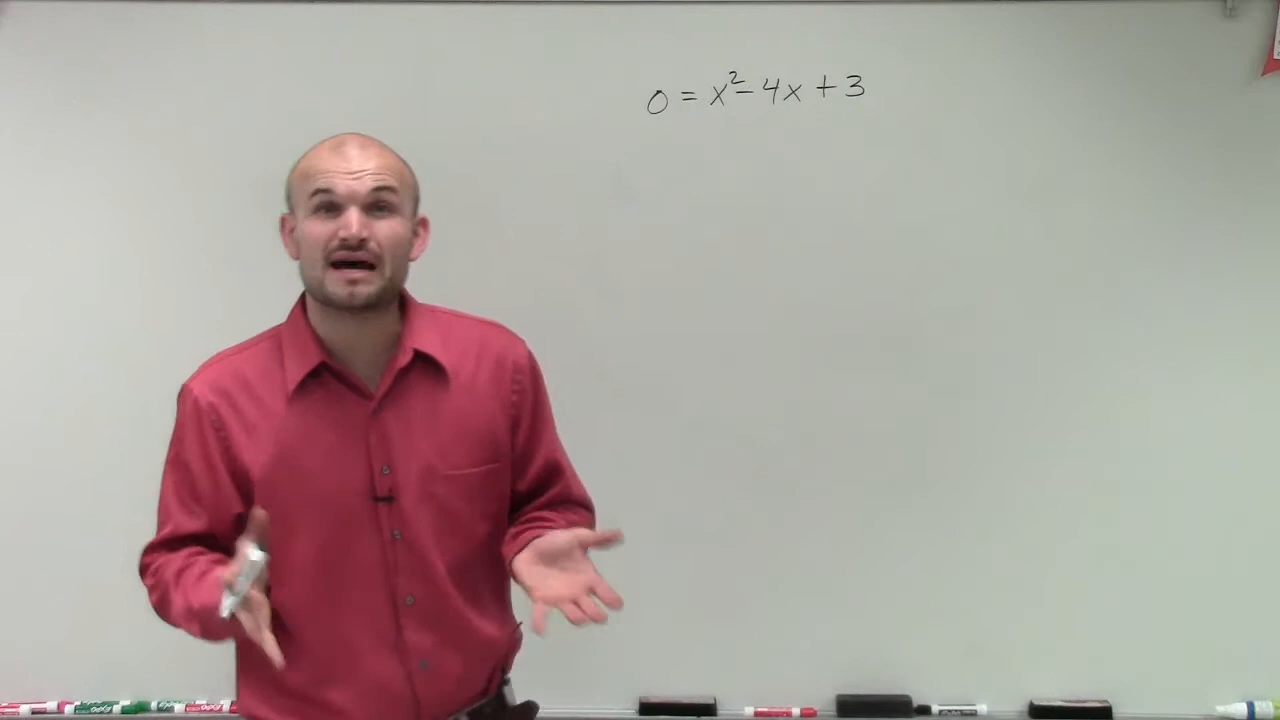 0 = x² - 4x + 3